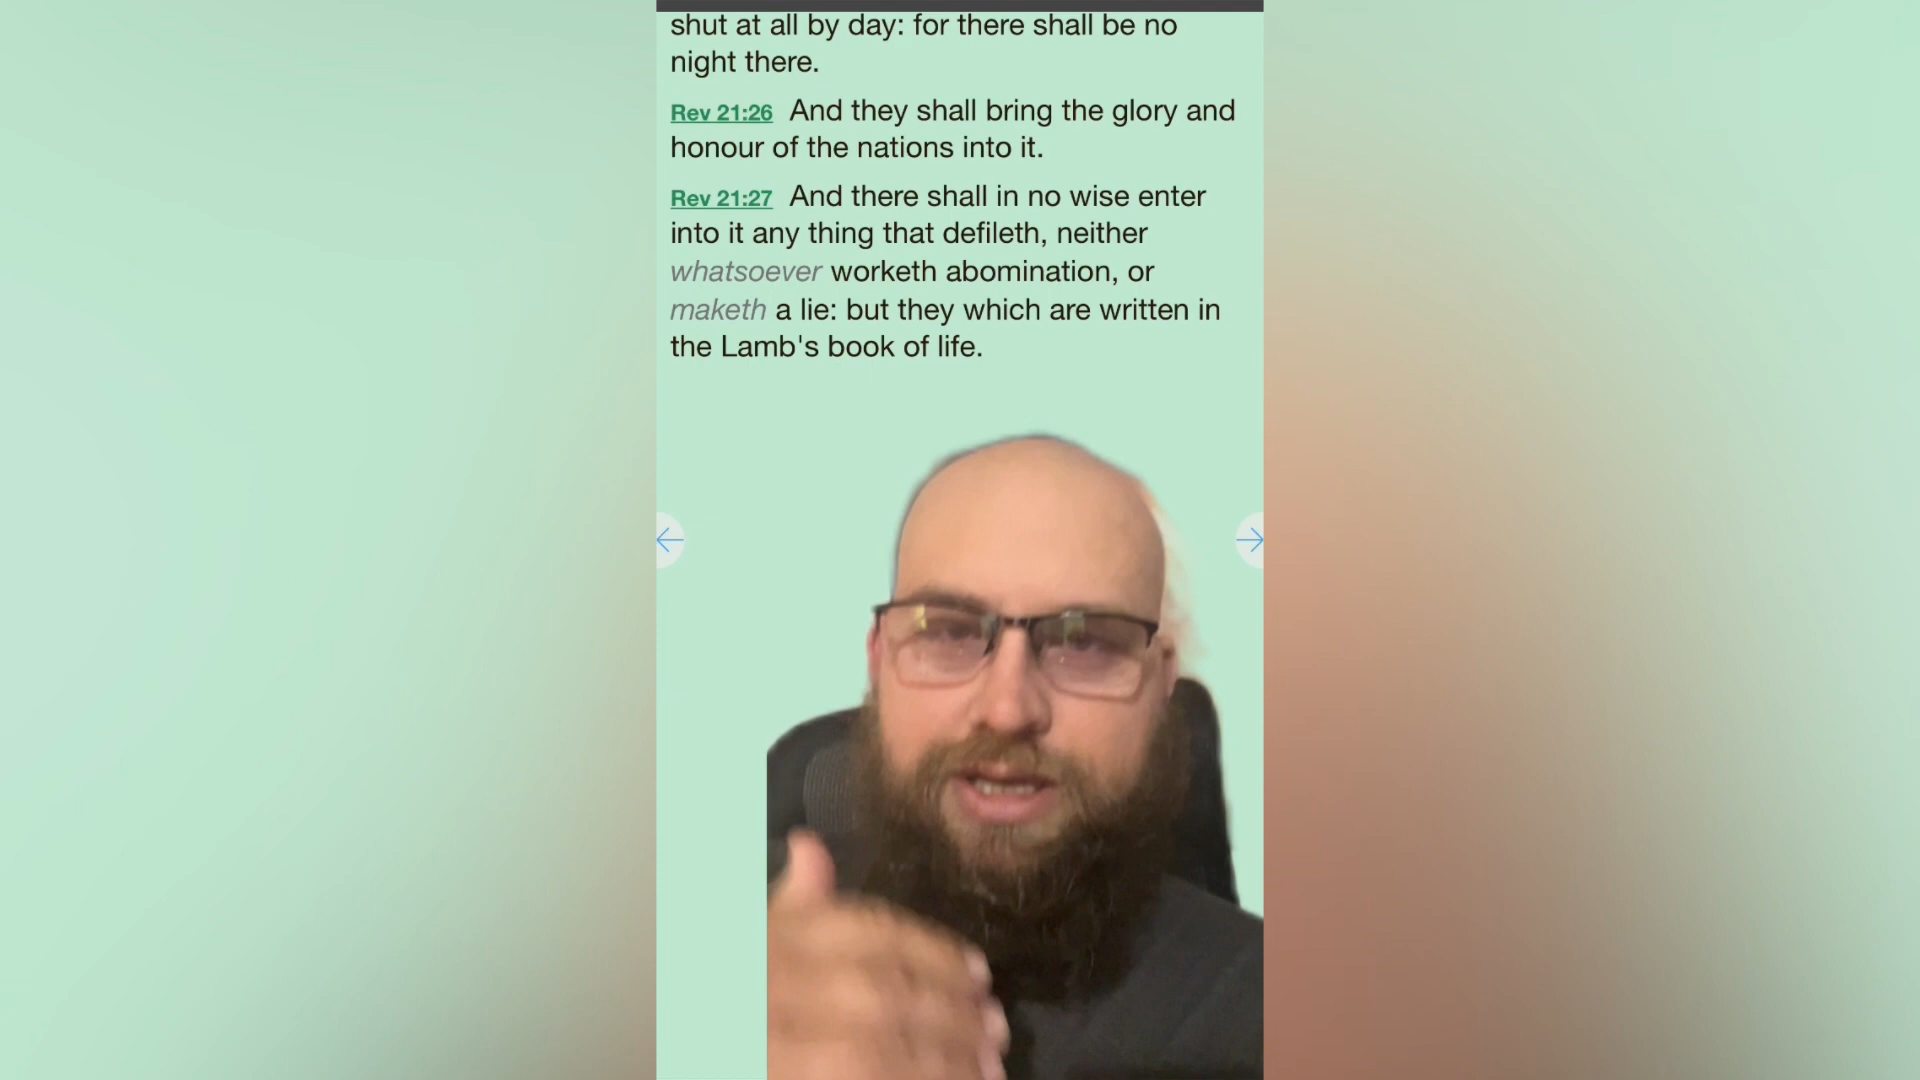 shut at all by day: for there shall be no
night there.
Rev 21:26 And they shall bring the glory and
honour of the nations into it.
Rev 21:27 And there shall in no wise enter
into it any thing that defileth, neither
whatsoever worketh abomination, or
maketh a lie: but they which are written in
the Lamb's book of life.